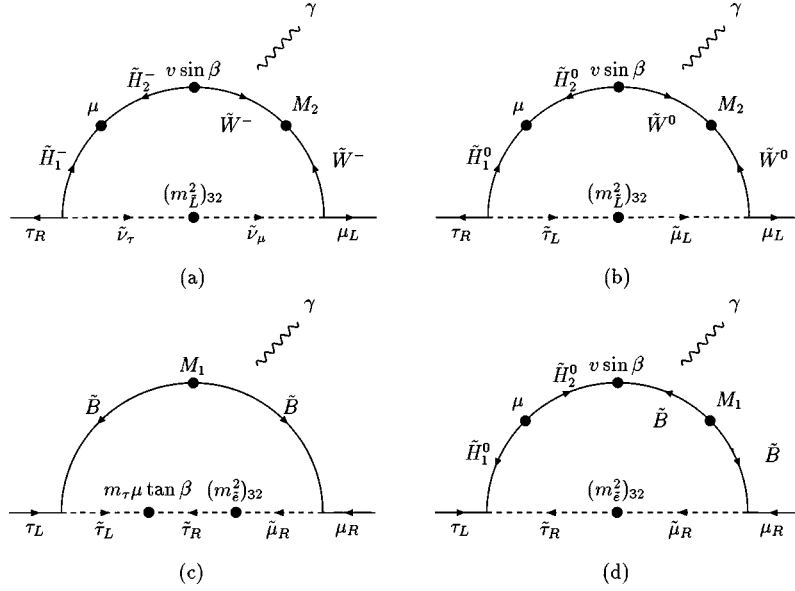 γ
H̃₂⁻ v sin β
μ W̃⁻ M₂
H̃₁⁻ W̃⁻
(m²_L̃)₃₂
τ_R ν̃_τ ν̃_μ μ_L
(a)
γ
H̃₂⁰ v sin β
μ W̃⁰ M₂
H̃₁⁰ W̃⁰
(m²_L̃)₃₂
τ_R τ̃_L μ̃_L μ_L
(b)
γ
M₁
B̃ B̃
m_τ μ tan β (m²_ẽ)₃₂
τ_L τ̃_L τ̃_R μ̃_R μ_R
(c)
γ
H̃₂⁰ v sin β
μ B̃ M₁
H̃₁⁰ B̃
(m²_ẽ)₃₂
τ_L τ̃_R μ̃_R μ_R
(d)